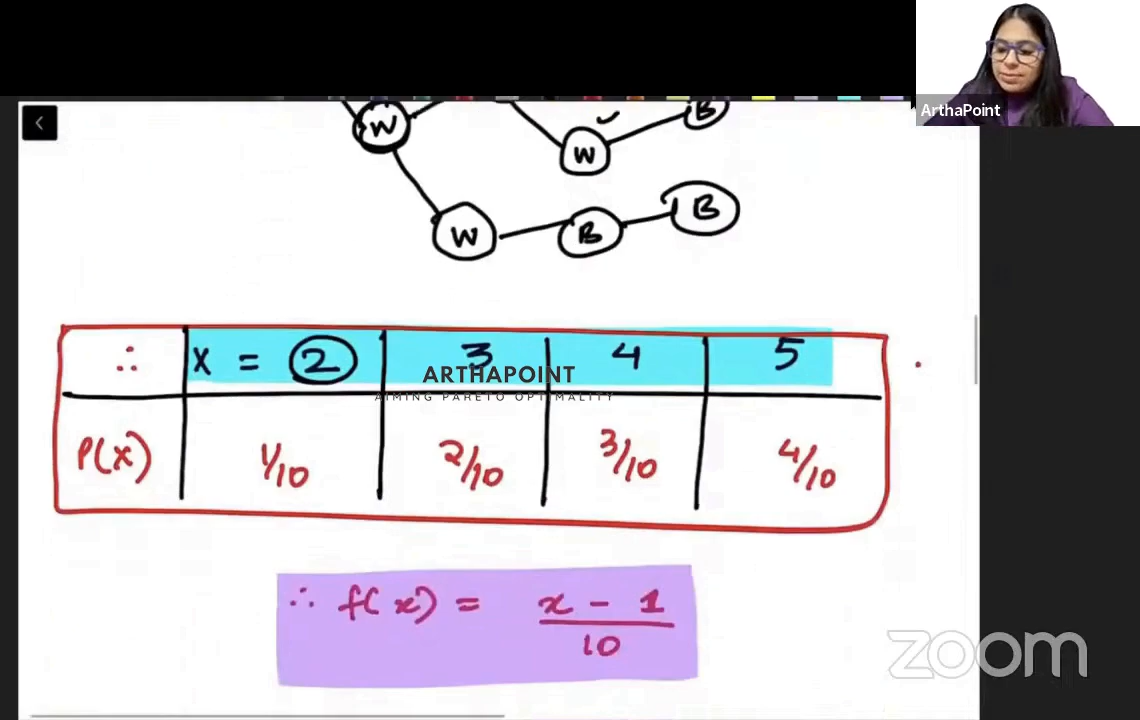 ArthaPoint
W
B
W
W
B
B
∴ X = 2 3 4 5
ARTHAPOINT
AIMING PARETO OPTIMALITY
P(X) 1/10 2/10 3/10 4/10
∴ f(x) = x - 1
10
zoom